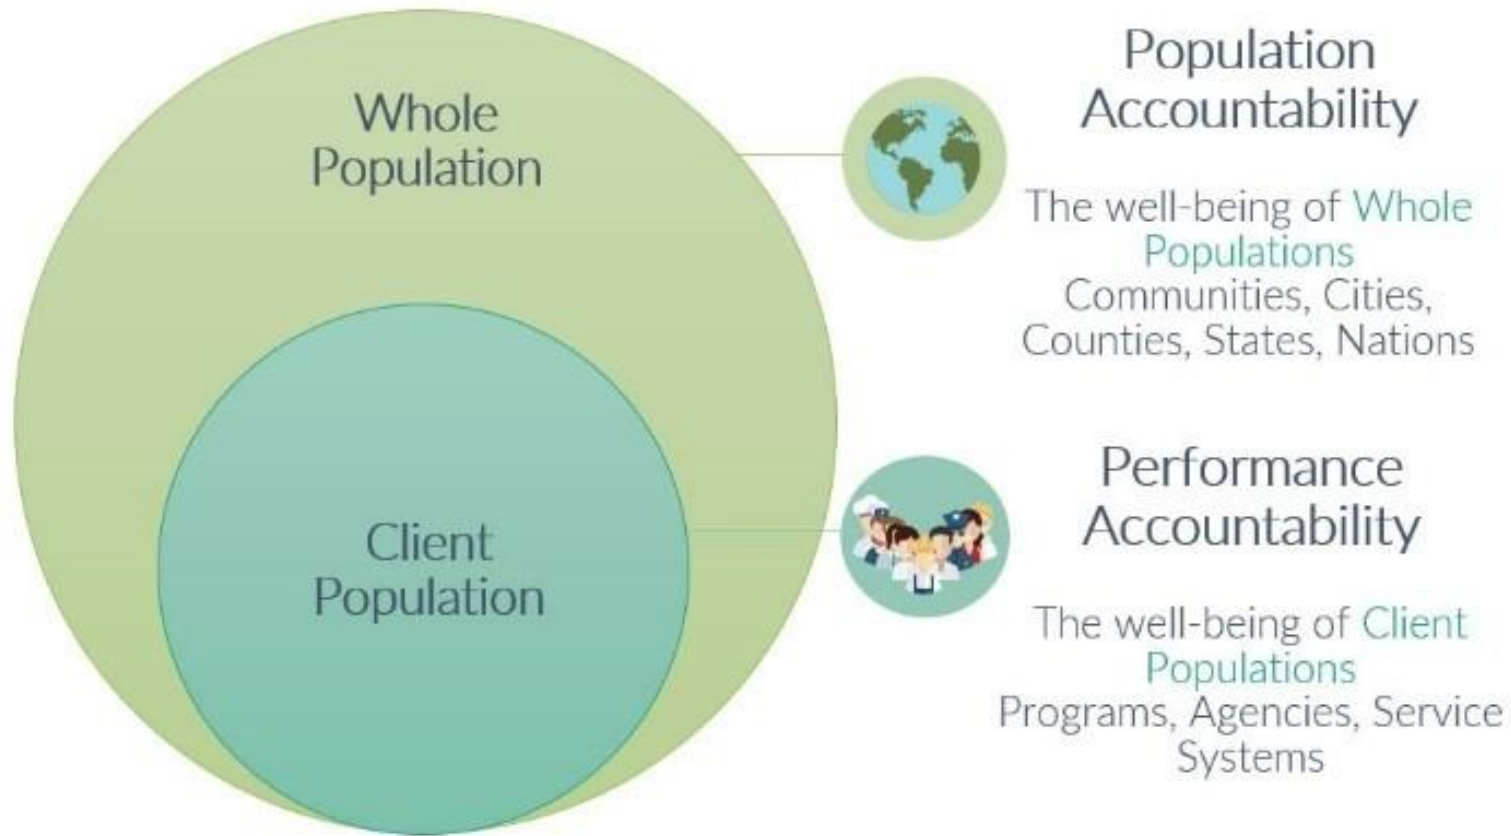 Whole
Population
Client
Population
Population
Accountability
The well-being of Whole
Populations
Communities, Cities,
Counties, States, Nations
Performance
Accountability
The well-being of Client
Populations
Programs, Agencies, Service
Systems